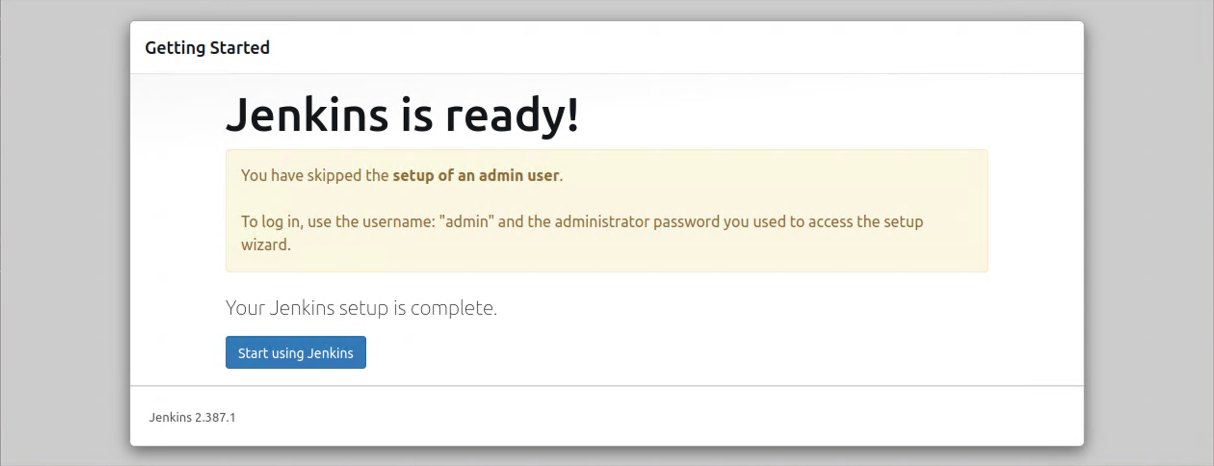 Getting Started
Jenkins is ready!
You have skipped the setup of an admin user.
To log in, use the username: "admin" and the administrator password you used to access the setup
wizard.
Your Jenkins setup is complete.
Start using Jenkins
Jenkins 2.387.1